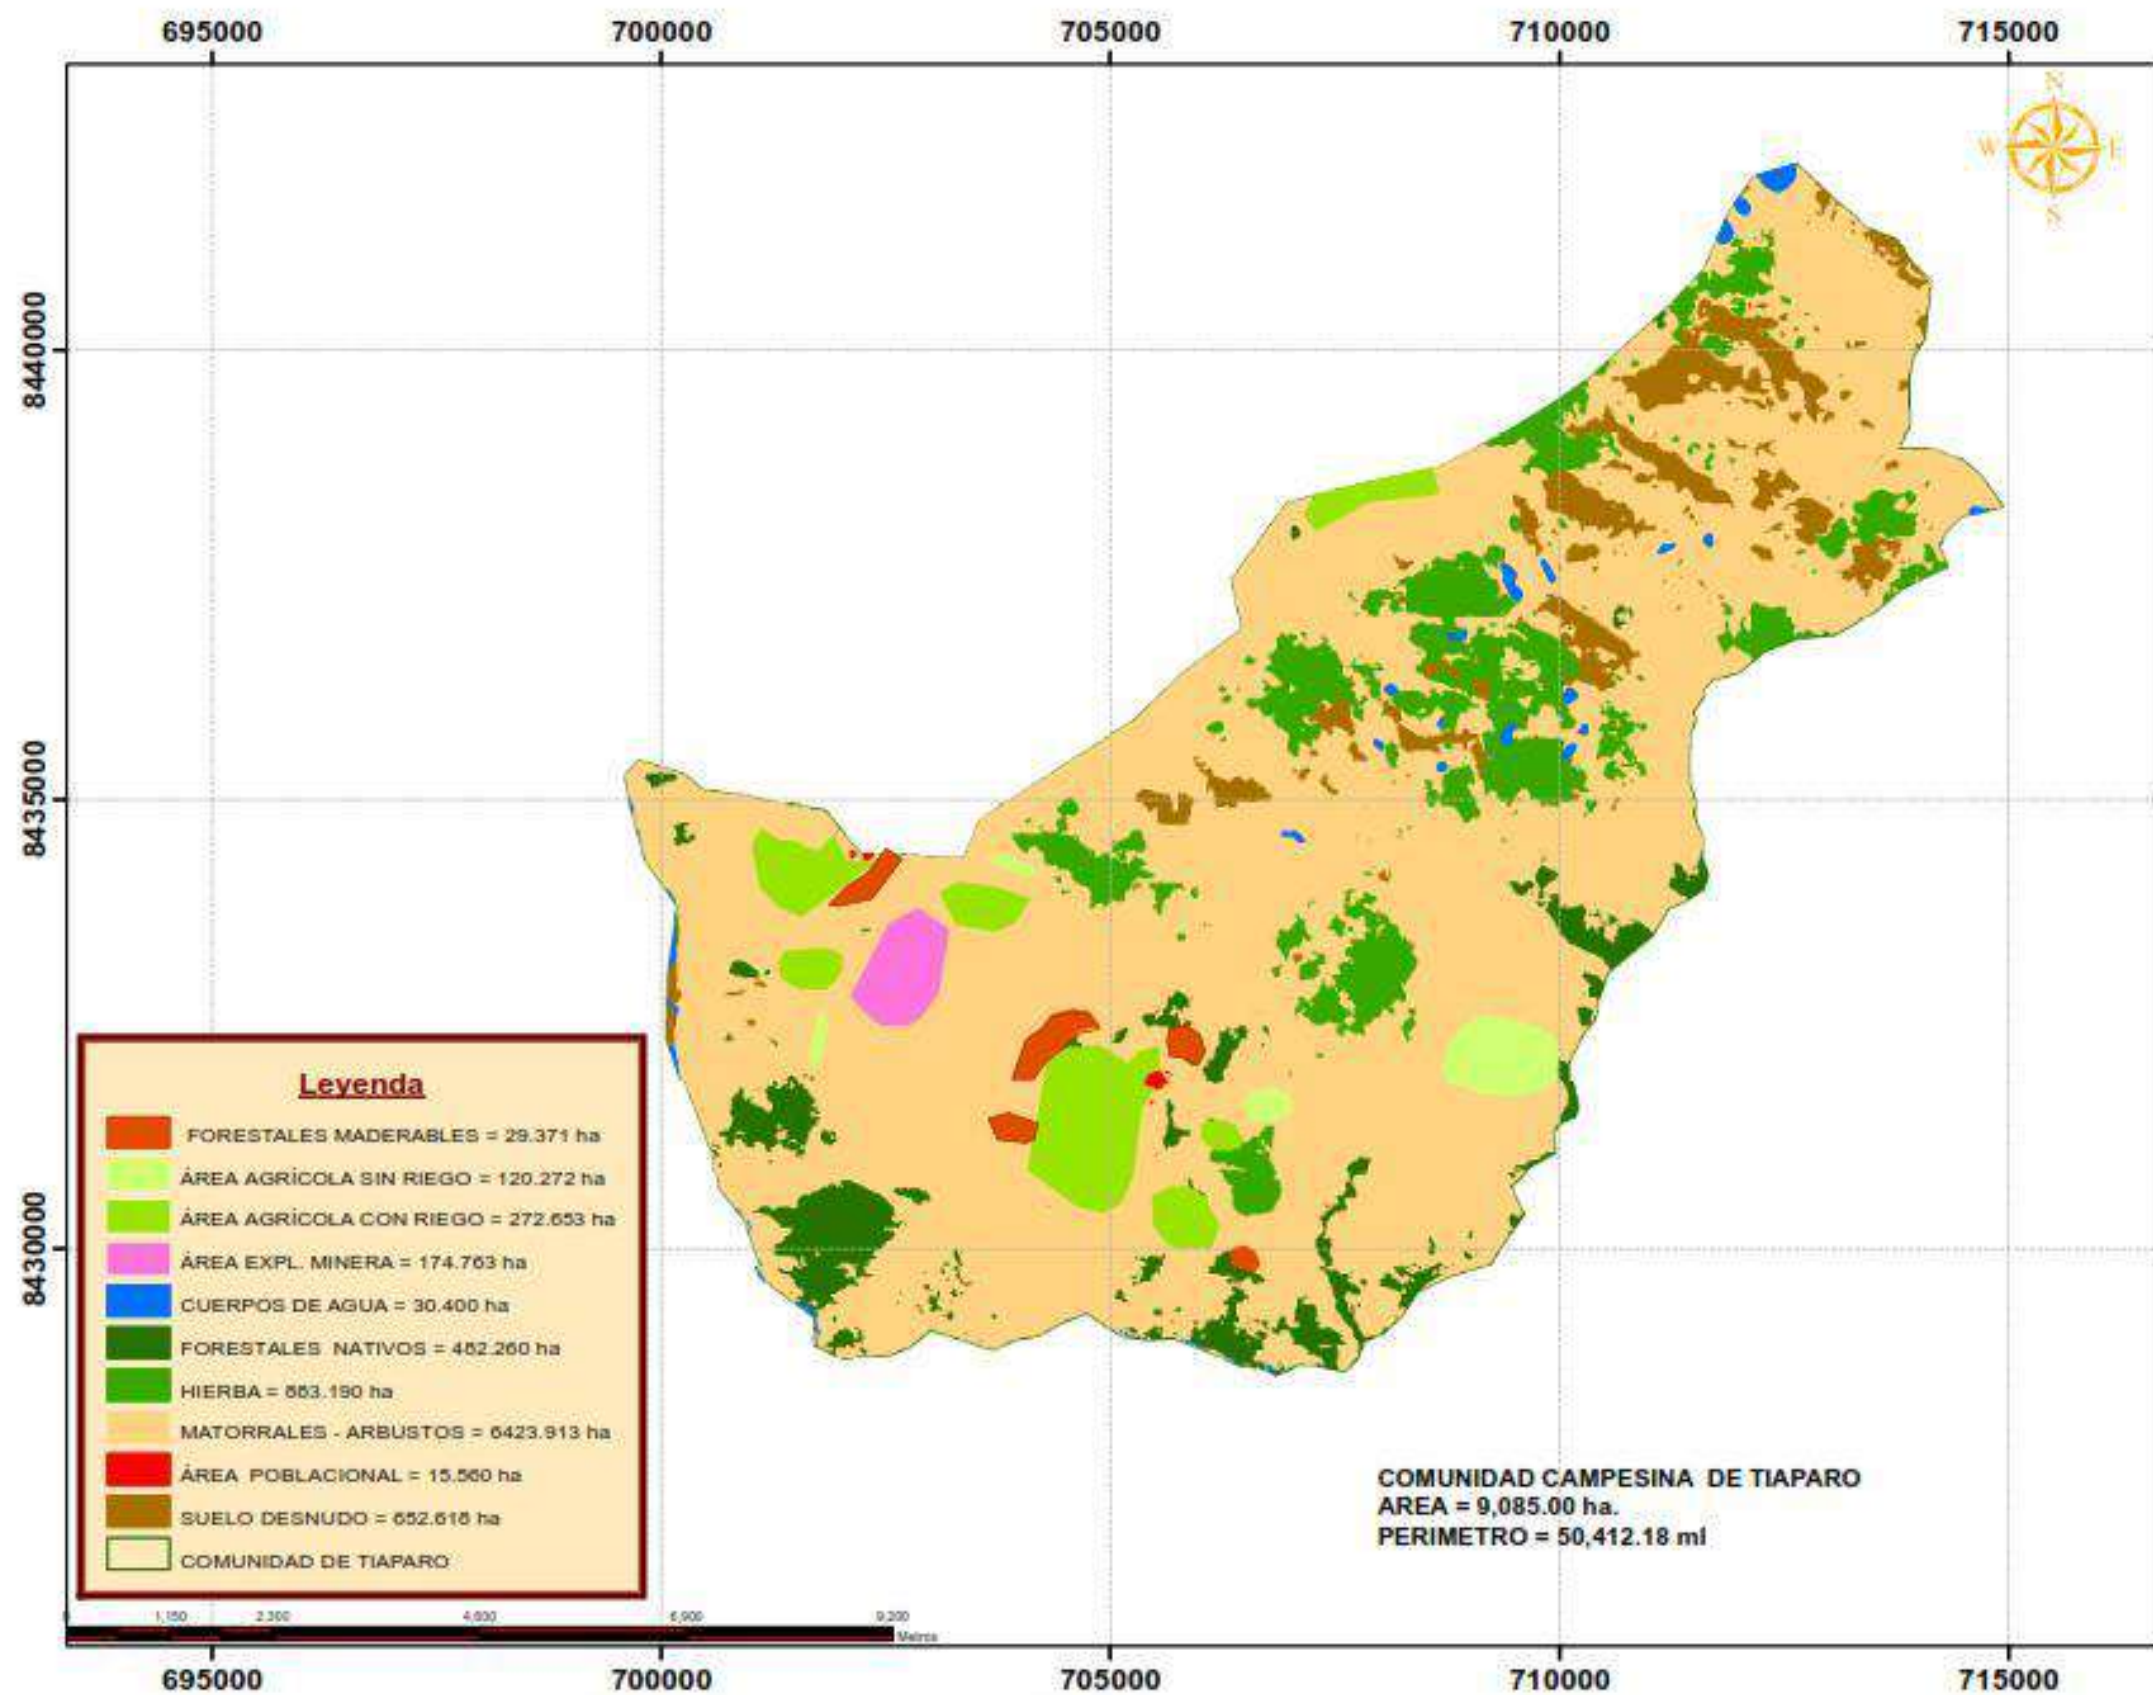 695000 700000 705000 710000 715000
N
W E
S
8440000
8435000
8430000
Leyenda
FORESTALES MADERABLES = 29.371 ha
ÁREA AGRÍCOLA SIN RIEGO = 120.272 ha
ÁREA AGRÍCOLA CON RIEGO = 272.653 ha
ÁREA EXPL. MINERA = 174.763 ha
CUERPOS DE AGUA = 30.400 ha
FORESTALES NATIVOS = 482.260 ha
HIERBA = 883.190 ha
MATORRALES - ARBUSTOS = 6423.913 ha
ÁREA POBLACIONAL = 15.560 ha
SUELO DESNUDO = 652.618 ha
COMUNIDAD DE TIAPARO
COMUNIDAD CAMPESINA DE TIAPARO
AREA = 9,085.00 ha.
PERIMETRO = 50,412.18 ml
0 1,150 2,300 4,600 6,900 9,200
Metros
695000 700000 705000 710000 715000